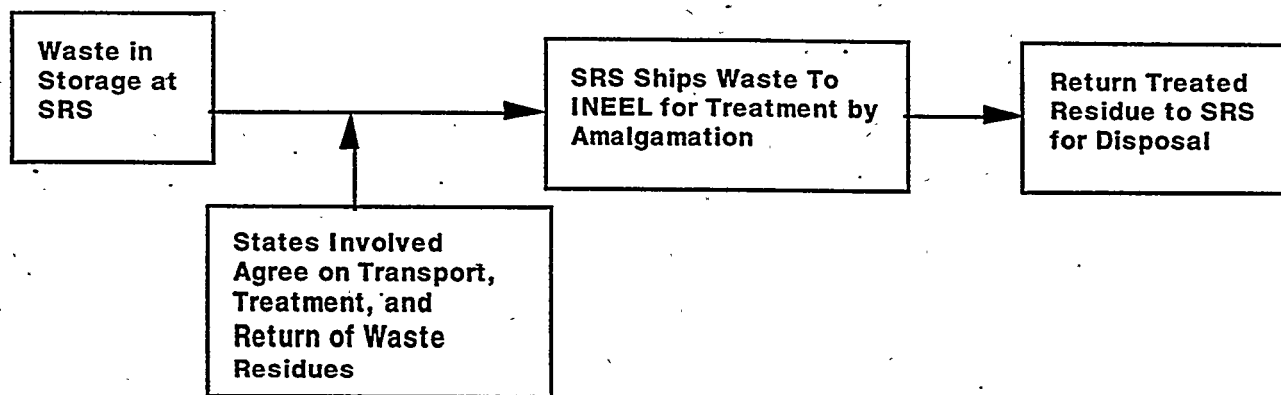 Waste in
Storage at
SRS
SRS Ships Waste To
INEEL for Treatment by
Amalgamation
Return Treated
Residue to SRS
for Disposal
States Involved
Agree on Transport,
Treatment, and
Return of Waste
Residues